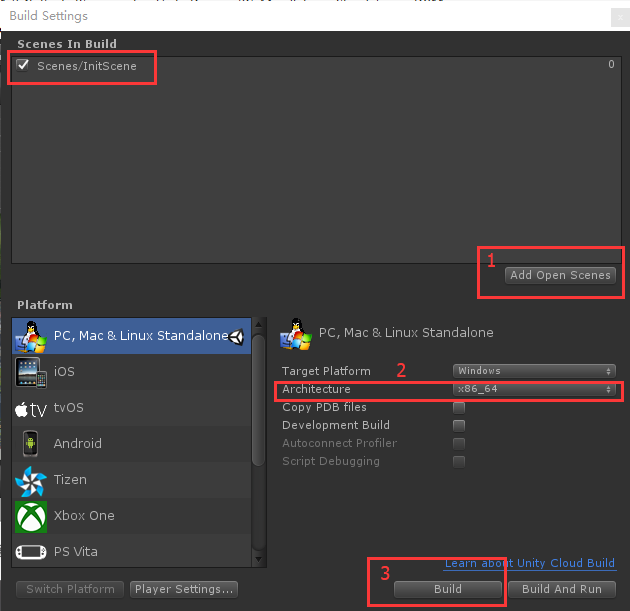 Build Settings
Scenes In Build
Scenes/InitScene 0
1
Add Open Scenes
Platform
PC, Mac & Linux Standalone
iOS
tvOS
Android
Tizen
Xbox One
PS Vita
PC, Mac & Linux Standalone
2
Target Platform Windows
Architecture x86_64
Copy PDB files
Development Build
Autoconnect Profiler
Script Debugging
Learn about Unity Cloud Build
3
Switch Platform Player Settings... Build Build And Run